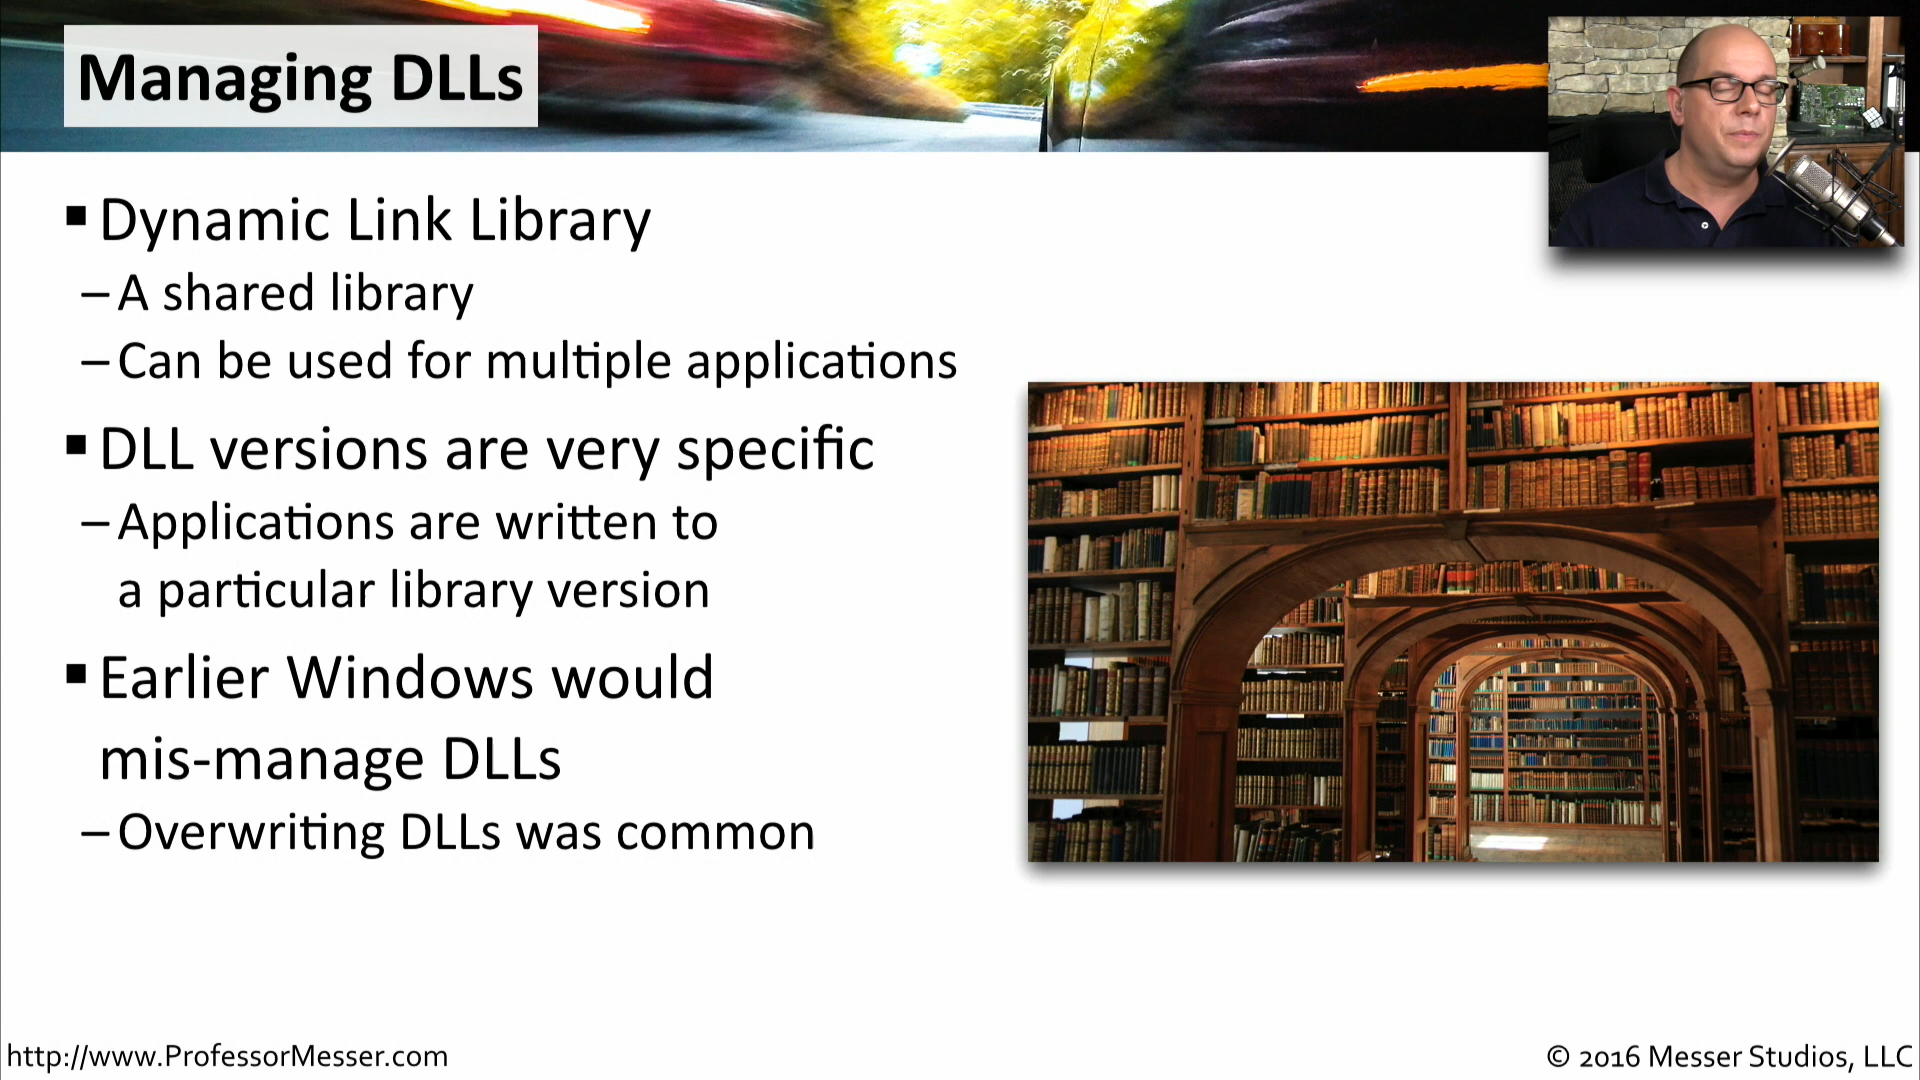 Managing DLLs
▪ Dynamic Link Library
– A shared library
– Can be used for multiple applications
▪ DLL versions are very specific
– Applications are written to
a particular library version
▪ Earlier Windows would
mis-manage DLLs
– Overwriting DLLs was common
http://www.ProfessorMesser.com
© 2016 Messer Studios, LLC